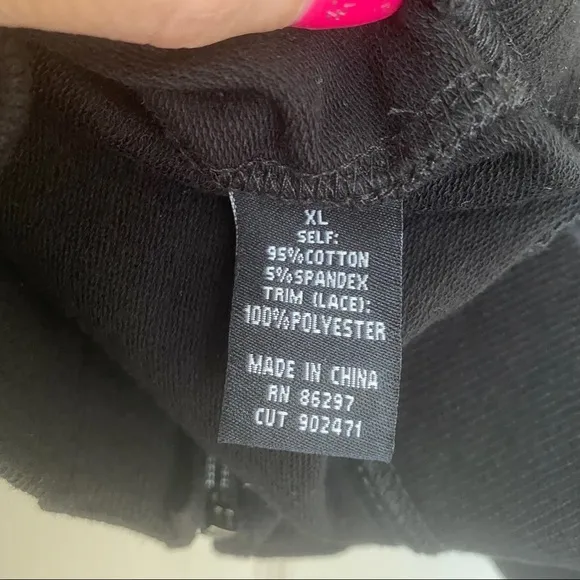 XL
SELF:
95%COTTON
5%SPANDEX
TRIM (LACE):
100%POLYESTER
MADE IN CHINA
RN 86297
CUT 902471